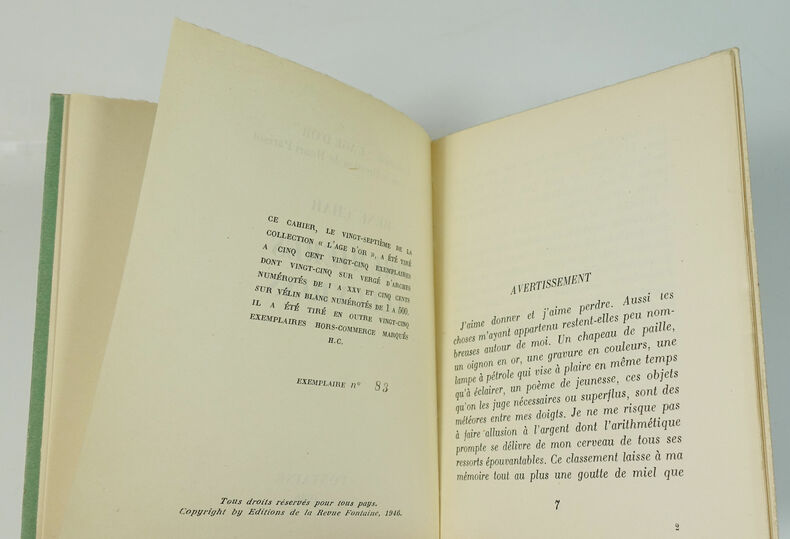 CE CAHIER, LE VINGT-SEPTIÈME DE LA
COLLECTION « L'AGE D'OR », A ÉTÉ TIRÉ
A CINQ CENT VINGT-CINQ EXEMPLAIRES
DONT VINGT-CINQ SUR VERGÉ D'ARCHES
NUMÉROTÉS DE I A XXV ET CINQ CENTS
SUR VÉLIN BLANC NUMÉROTÉS DE 1 A 500.
IL A ÉTÉ TIRÉ EN OUTRE VINGT-CINQ
EXEMPLAIRES HORS-COMMERCE MARQUÉS
H.C.
EXEMPLAIRE n° 83
Tous droits réservés pour tous pays.
Copyright by Editions de la Revue Fontaine, 1946.
AVERTISSEMENT
J'aime donner et j'aime perdre. Aussi les
choses m'ayant appartenu restent-elles peu nom-
breuses autour de moi. Un chapeau de paille,
un oignon en or, une gravure en couleurs, une
lampe à pétrole qui vise à plaire en même temps
qu'à éclairer, un poème de jeunesse, ces objets
qu'on les juge nécessaires ou superflus, sont des
météores entre mes doigts. Je ne me risque pas
à faire allusion à l'argent dont l'arithmétique
prompte se délivre de mon cerveau de tous ses
ressorts épouvantables. Ce classement laisse à ma
mémoire tout au plus une goutte de miel que
7
2